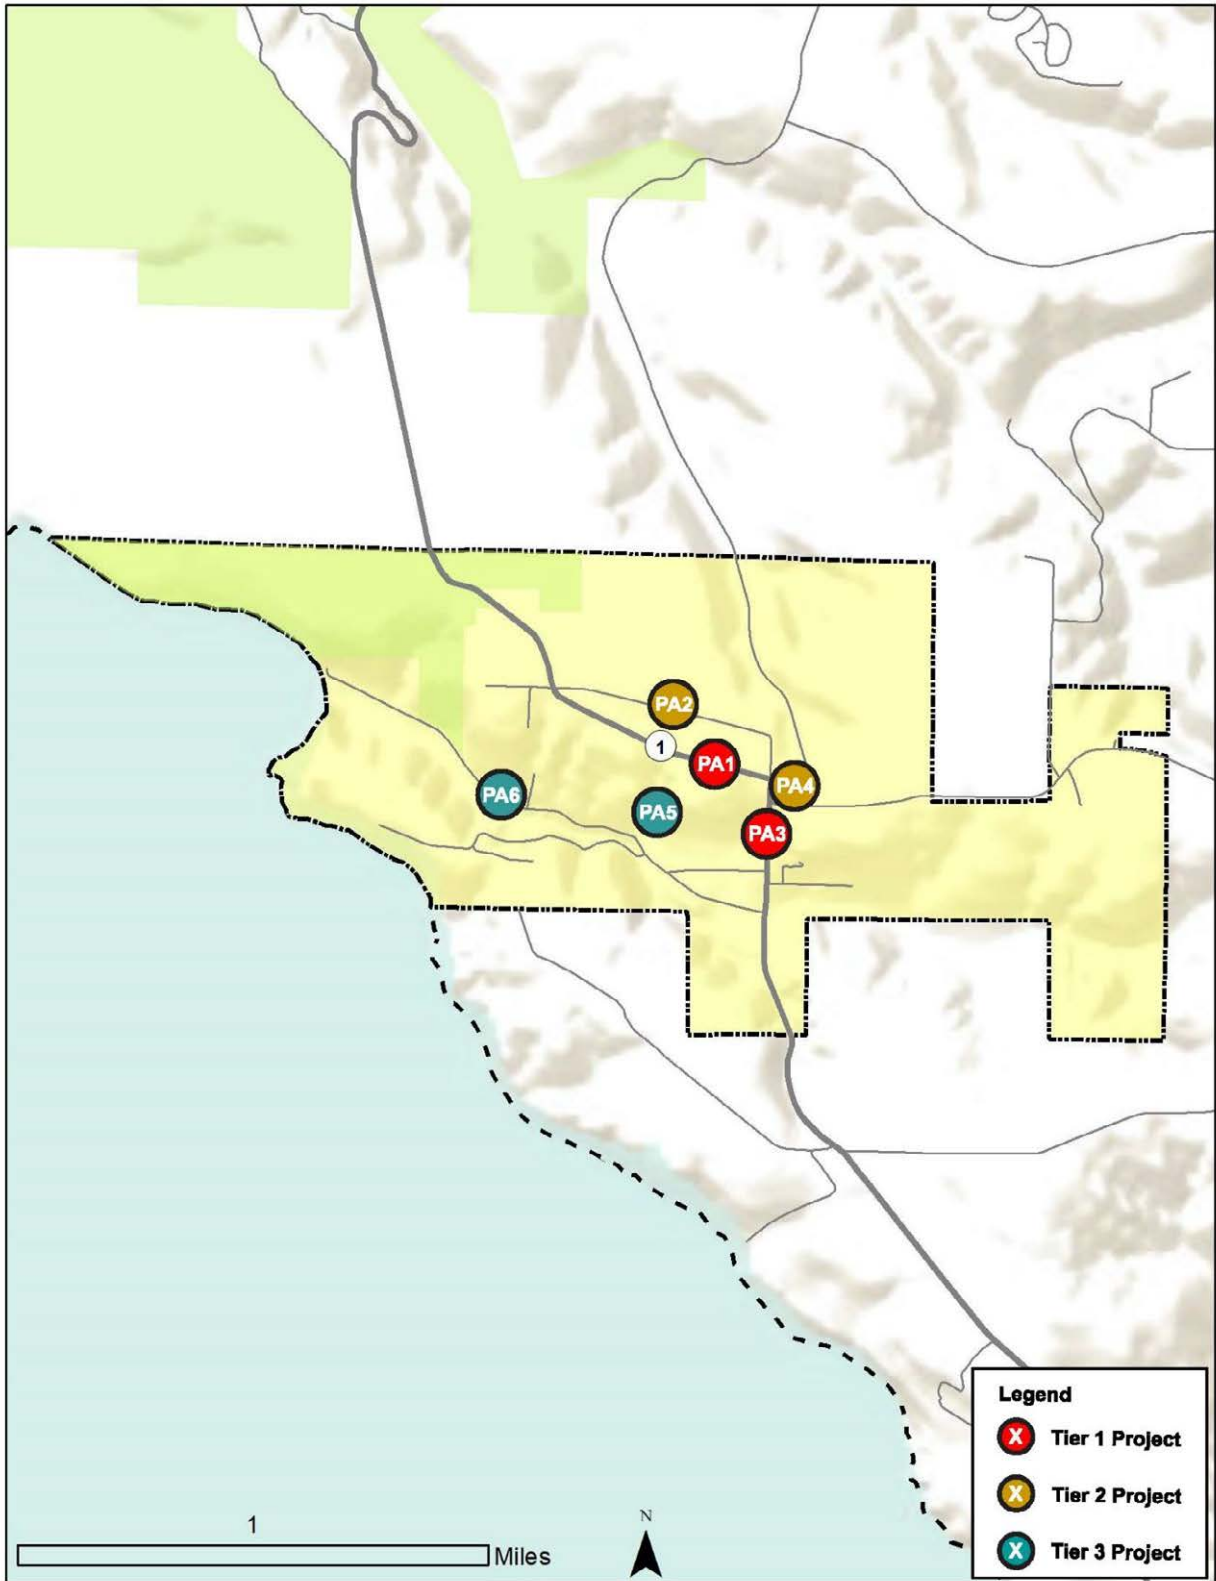 PA2
1
PA1
PA6
PA4
PA5
PA3
Legend
X Tier 1 Project
X Tier 2 Project
X Tier 3 Project
1
Miles
N